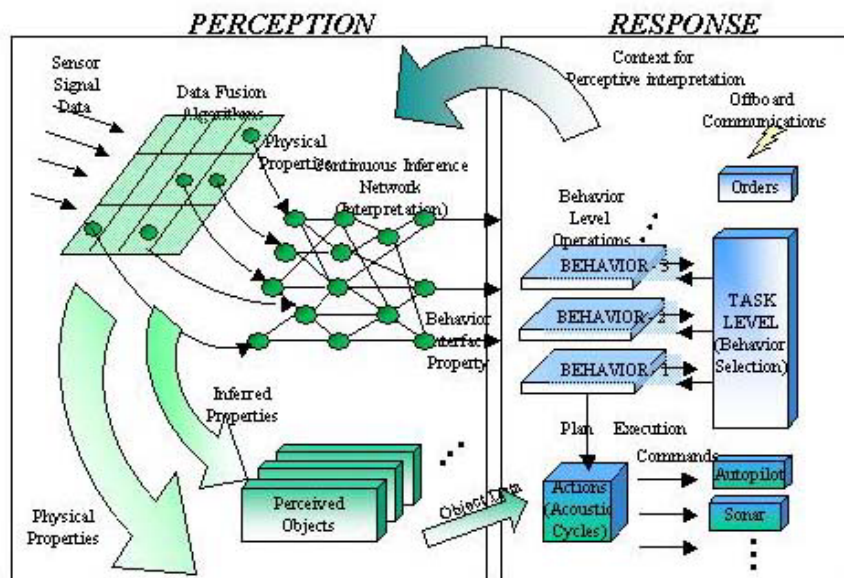 PERCEPTION
RESPONSE
Sensor
Signal
Data
Data Fusion
Algorithms
Physical
Properties
Continuous Inference
Network
(Interpretation)
Context for
Perceptive interpretation
Offboard
Communications
Orders
Behavior
Level
Operations
BEHAVIOR - 3
BEHAVIOR - 2
BEHAVIOR - 1
TASK
LEVEL
(Behavior
Selection)
Behavior
Interface
Property
Inferred
Properties
Perceived
Objects
Physical
Properties
Object
Plan Execution
Commands
Actions
(Acoustic
Cycles)
Autopilot
Sonar